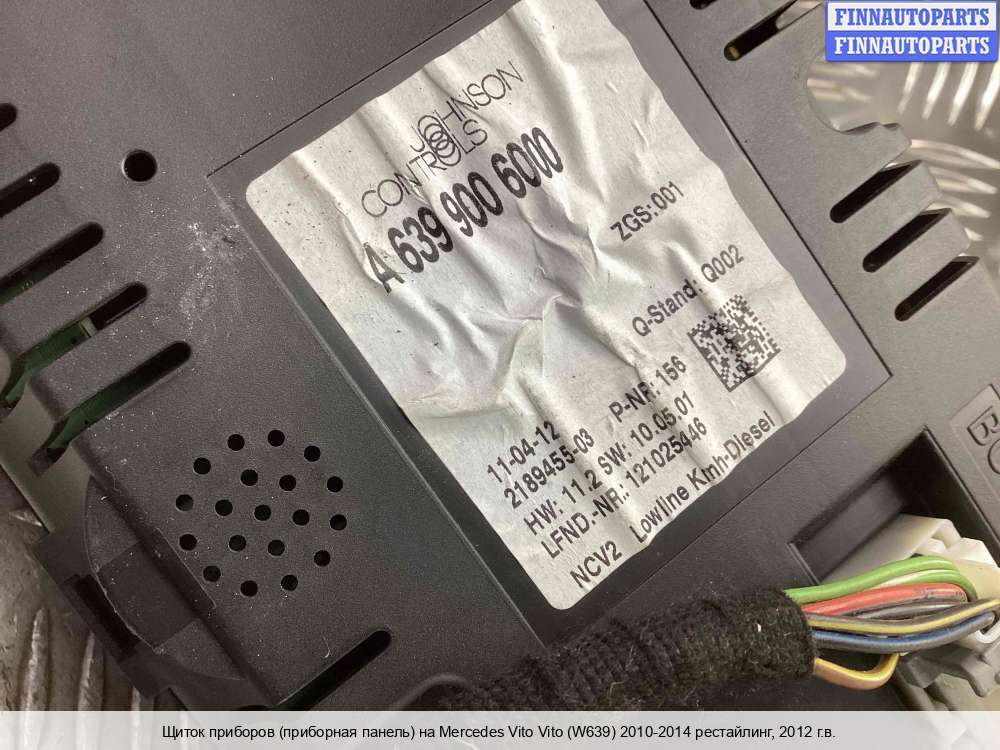 FINNAUTOPARTS
FINNAUTOPARTS
JOHNSON
CONTROLS
A 639 900 6000
ZGS:001
Q-Stand: Q002
11-04-12
2189455-03 P-NR:156
HW: 11.2 SW: 10.05.01
LFND.-NR.: 121025446
NCV2 Lowline Kmh-Diesel
Щиток приборов (приборная панель) на Mercedes Vito Vito (W639) 2010-2014 рестайлинг, 2012 г.в.